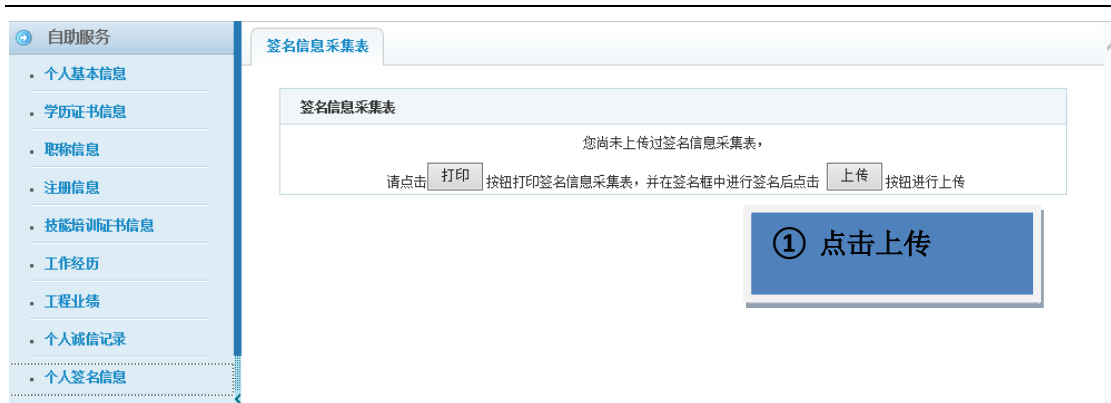 自助服务
个人基本信息
学历证书信息
职称信息
注册信息
技能培训证书信息
工作经历
工程业绩
个人诚信记录
个人签名信息
签名信息采集表
签名信息采集表
您尚未上传过签名信息采集表，
请点击 打印 按钮打印签名信息采集表，并在签名框中进行签名后点击 上传 按钮进行上传
① 点击上传